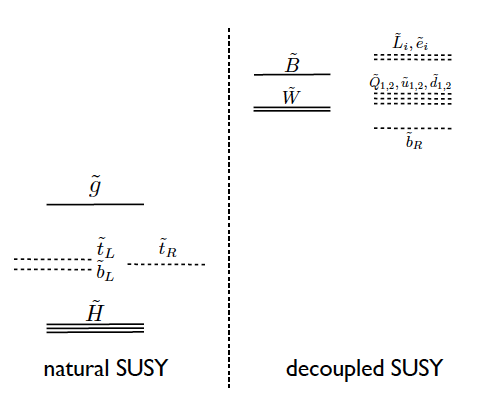 g̃
t̃_L
b̃_L
t̃_R
H̃
natural SUSY
B̃
W̃
L̃_i, ẽ_i
Q̃_{1,2}, ũ_{1,2}, d̃_{1,2}
b̃_R
decoupled SUSY